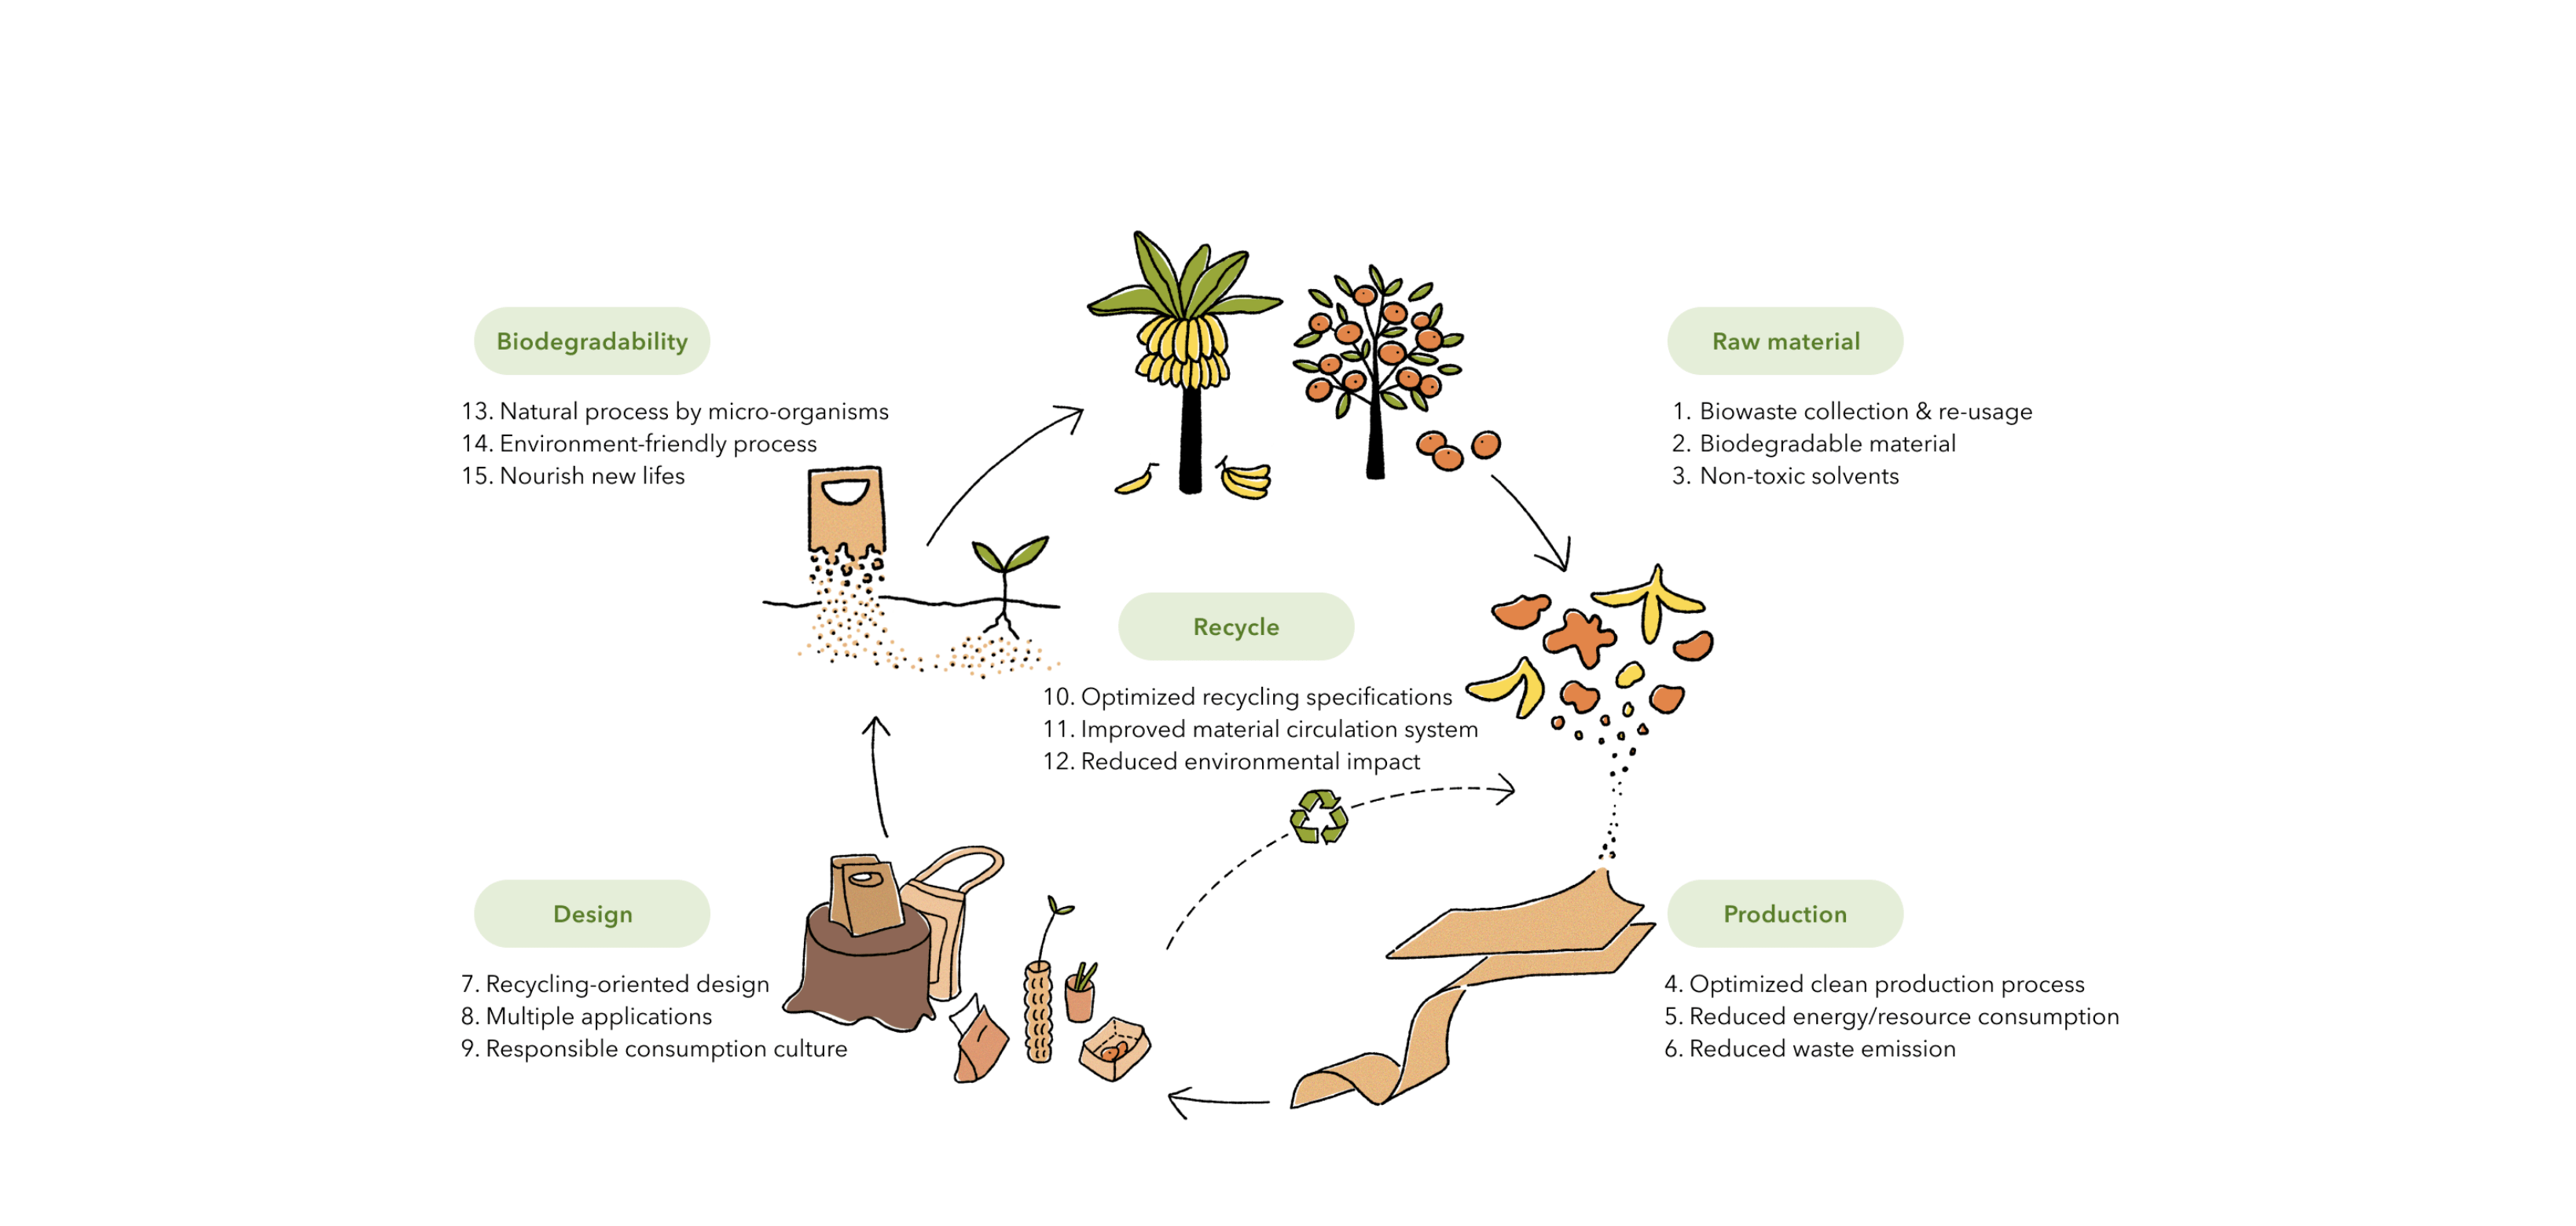 Biodegradability
13. Natural process by micro-organisms
14. Environment-friendly process
15. Nourish new lifes
Raw material
1. Biowaste collection & re-usage
2. Biodegradable material
3. Non-toxic solvents
Recycle
10. Optimized recycling specifications
11. Improved material circulation system
12. Reduced environmental impact
Design
7. Recycling-oriented design
8. Multiple applications
9. Responsible consumption culture
Production
4. Optimized clean production process
5. Reduced energy/resource consumption
6. Reduced waste emission